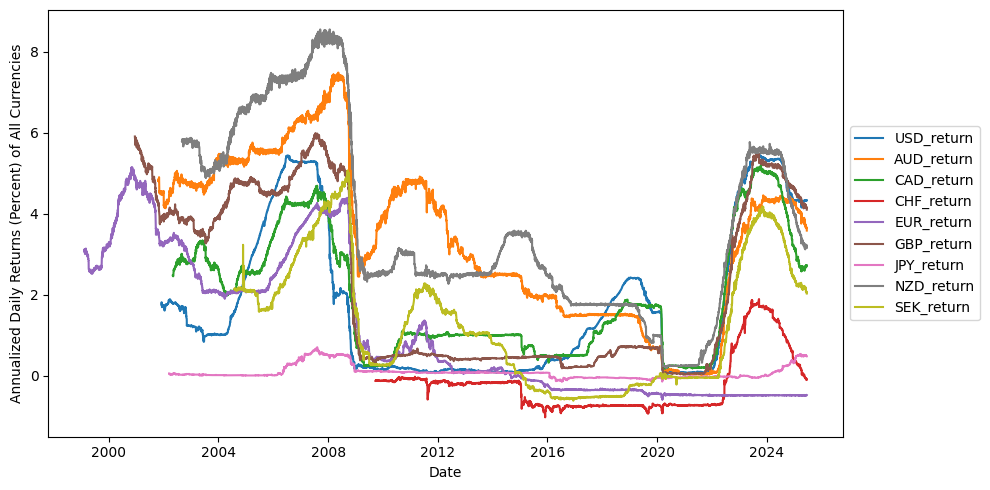 Annualized Daily Returns (Percent) of All Currencies
8
6
4
2
0
2000
2004
2008
2012
2016
2020
2024
Date
USD_return
AUD_return
CAD_return
CHF_return
EUR_return
GBP_return
JPY_return
NZD_return
SEK_return